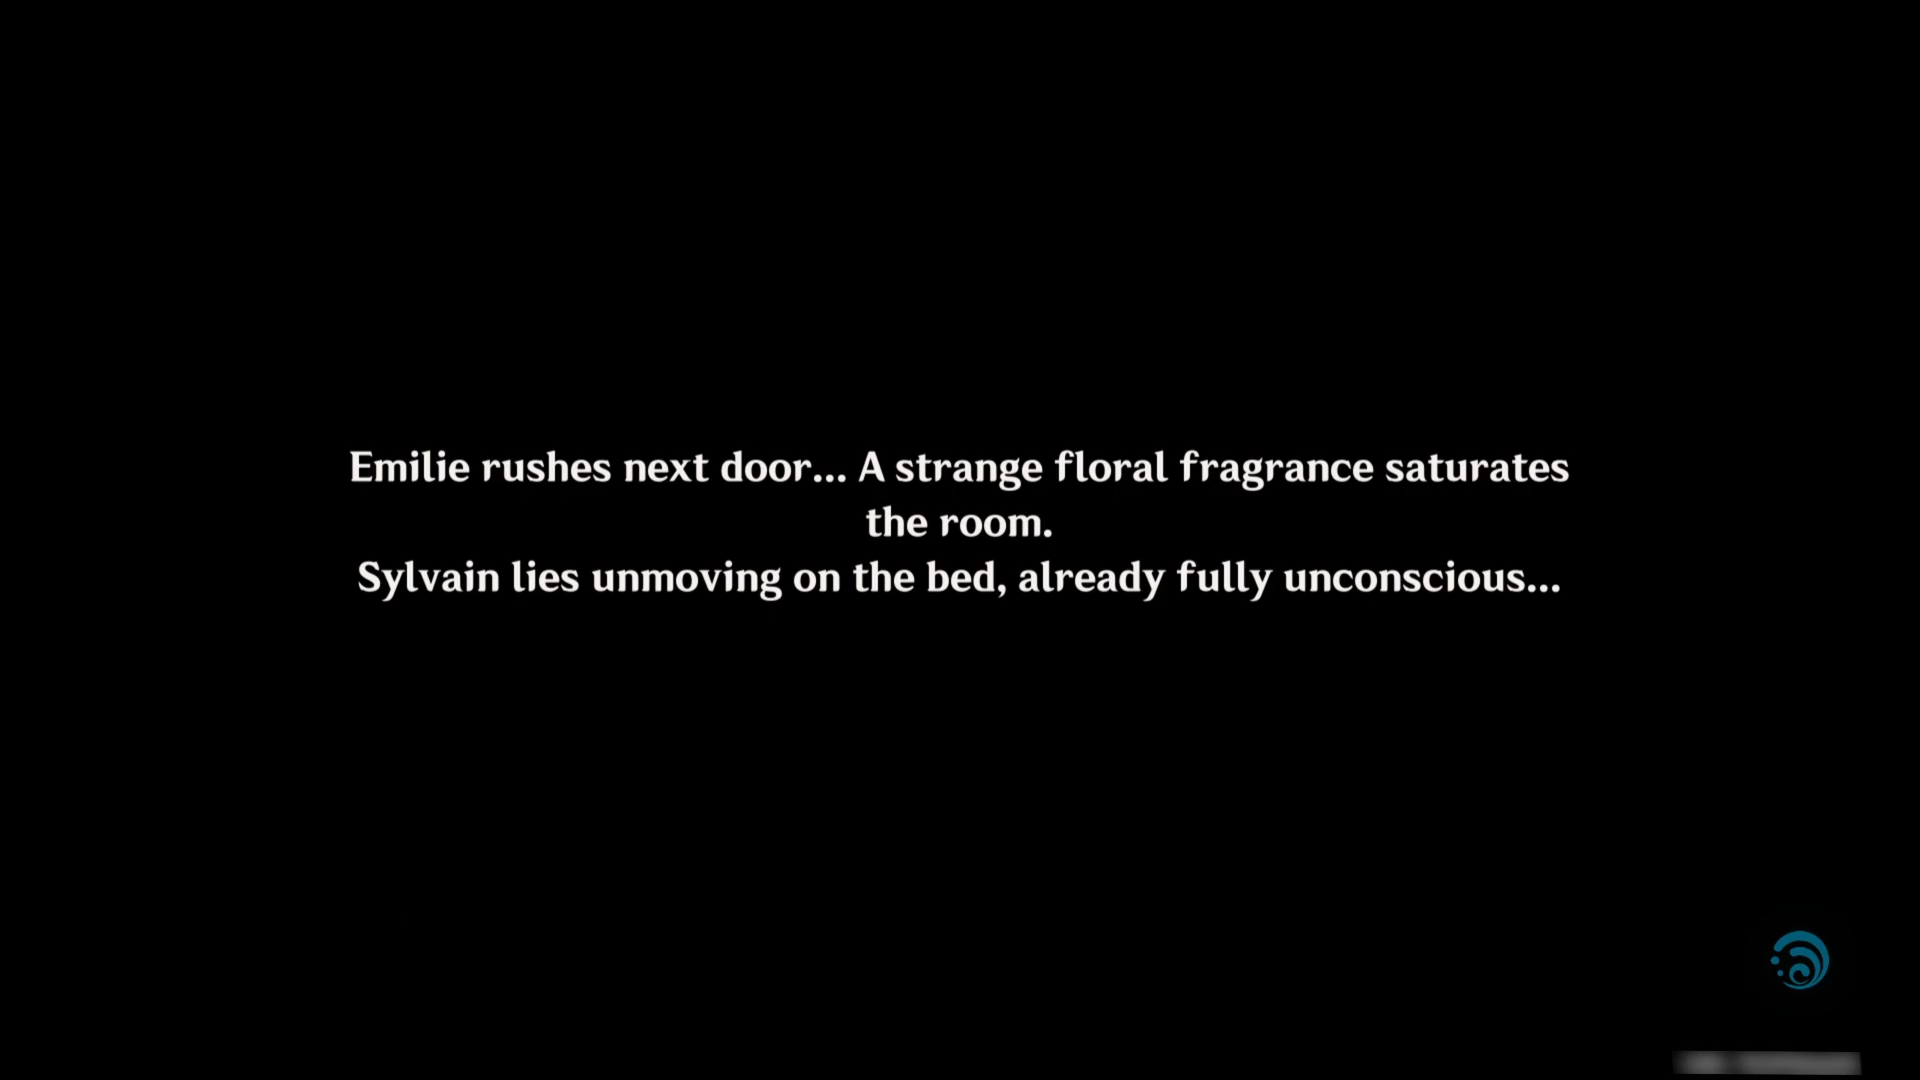 Emilie rushes next door... A strange floral fragrance saturates
the room.
Sylvain lies unmoving on the bed, already fully unconscious...